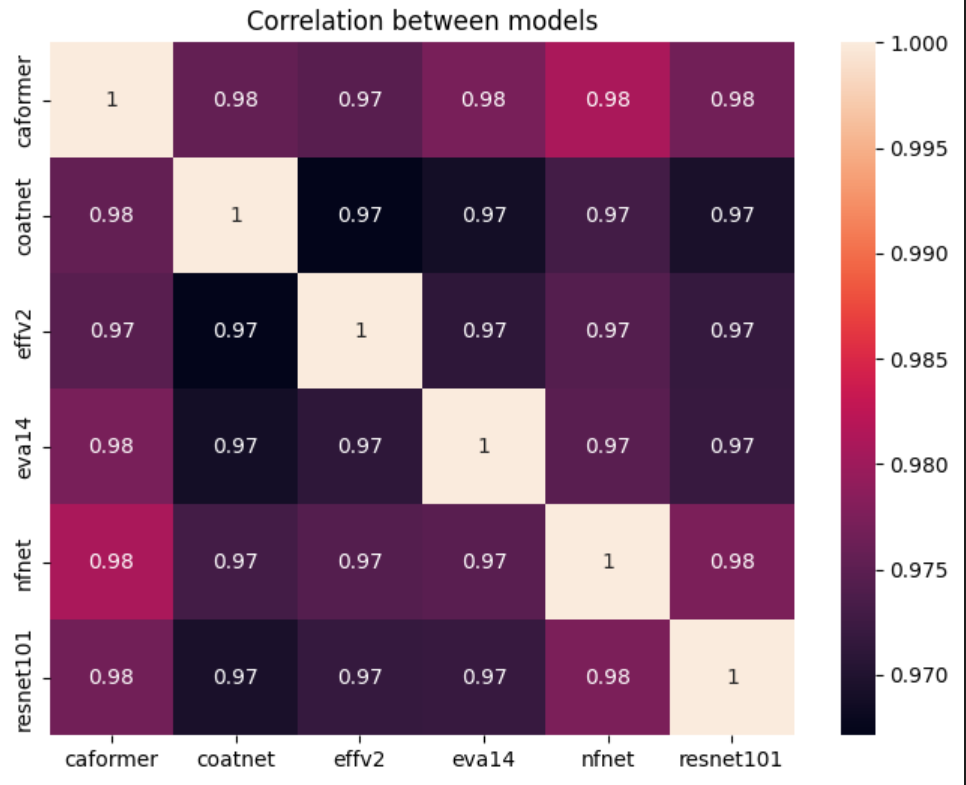 Correlation between models
caformer 1 0.98 0.97 0.98 0.98 0.98
coatnet 0.98 1 0.97 0.97 0.97 0.97
effv2 0.97 0.97 1 0.97 0.97 0.97
eva14 0.98 0.97 0.97 1 0.97 0.97
nfnet 0.98 0.97 0.97 0.97 1 0.98
resnet101 0.98 0.97 0.97 0.97 0.98 1
caformer coatnet effv2 eva14 nfnet resnet101
1.000
0.995
0.990
0.985
0.980
0.975
0.970